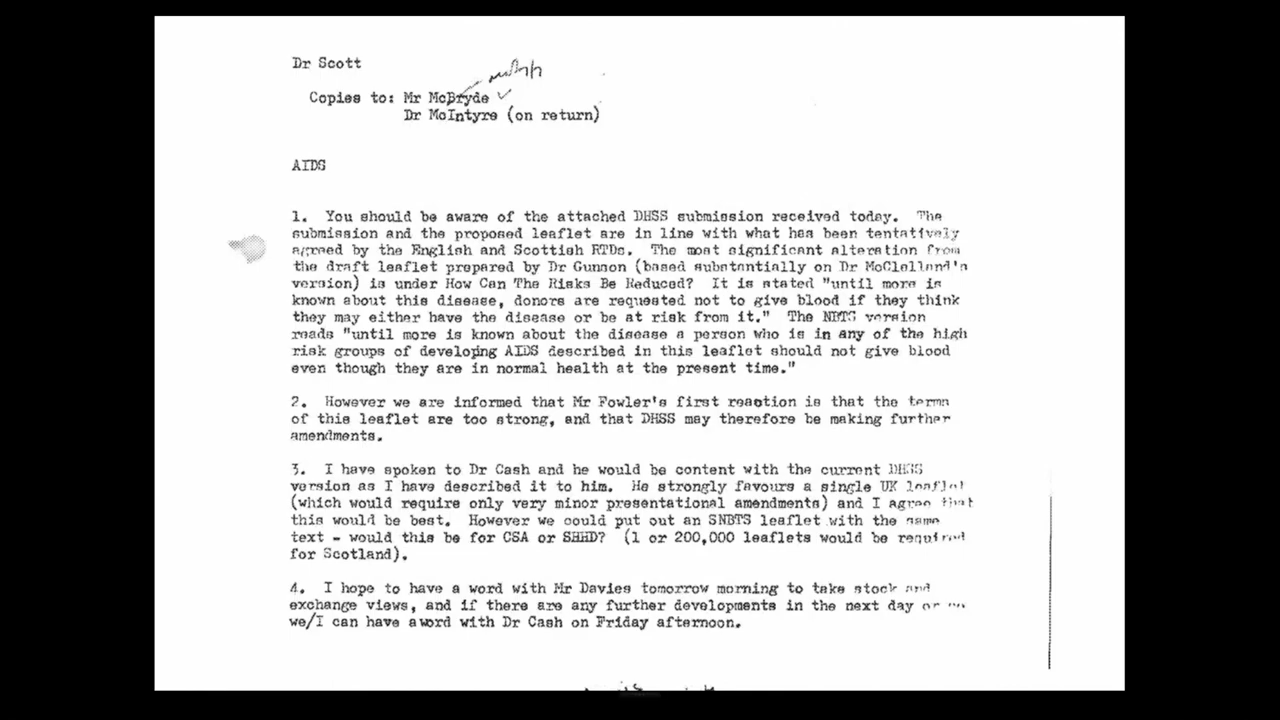 Dr Scott
Copies to: Mr McBryde
Dr McIntyre (on return)
AIDS
1. You should be aware of the attached DHSS submission received today. The
submission and the proposed leaflet are in line with what has been tentatively
agreed by the English and Scottish RTDs. The most significant alteration from
the draft leaflet prepared by Dr Gunson (based substantially on Dr McClelland's
version) is under How Can The Risks Be Reduced? It is stated "until more is
known about this disease, donors are requested not to give blood if they think
they may either have the disease or be at risk from it." The NBTS version
reads "until more is known about the disease a person who is in any of the high
risk groups of developing AIDS described in this leaflet should not give blood
even though they are in normal health at the present time."
2. However we are informed that Mr Fowler's first reaction is that the terms
of this leaflet are too strong, and that DHSS may therefore be making further
amendments.
3. I have spoken to Dr Cash and he would be content with the current DHSS
version as I have described it to him. He strongly favours a single UK leaflet
(which would require only very minor presentational amendments) and I agree that
this would be best. However we could put out an SNBTS leaflet with the same
text - would this be for CSA or SHHD? (1 or 200,000 leaflets would be required
for Scotland).
4. I hope to have a word with Mr Davies tomorrow morning to take stock and
exchange views, and if there are any further developments in the next day or so
we/I can have a word with Dr Cash on Friday afternoon.